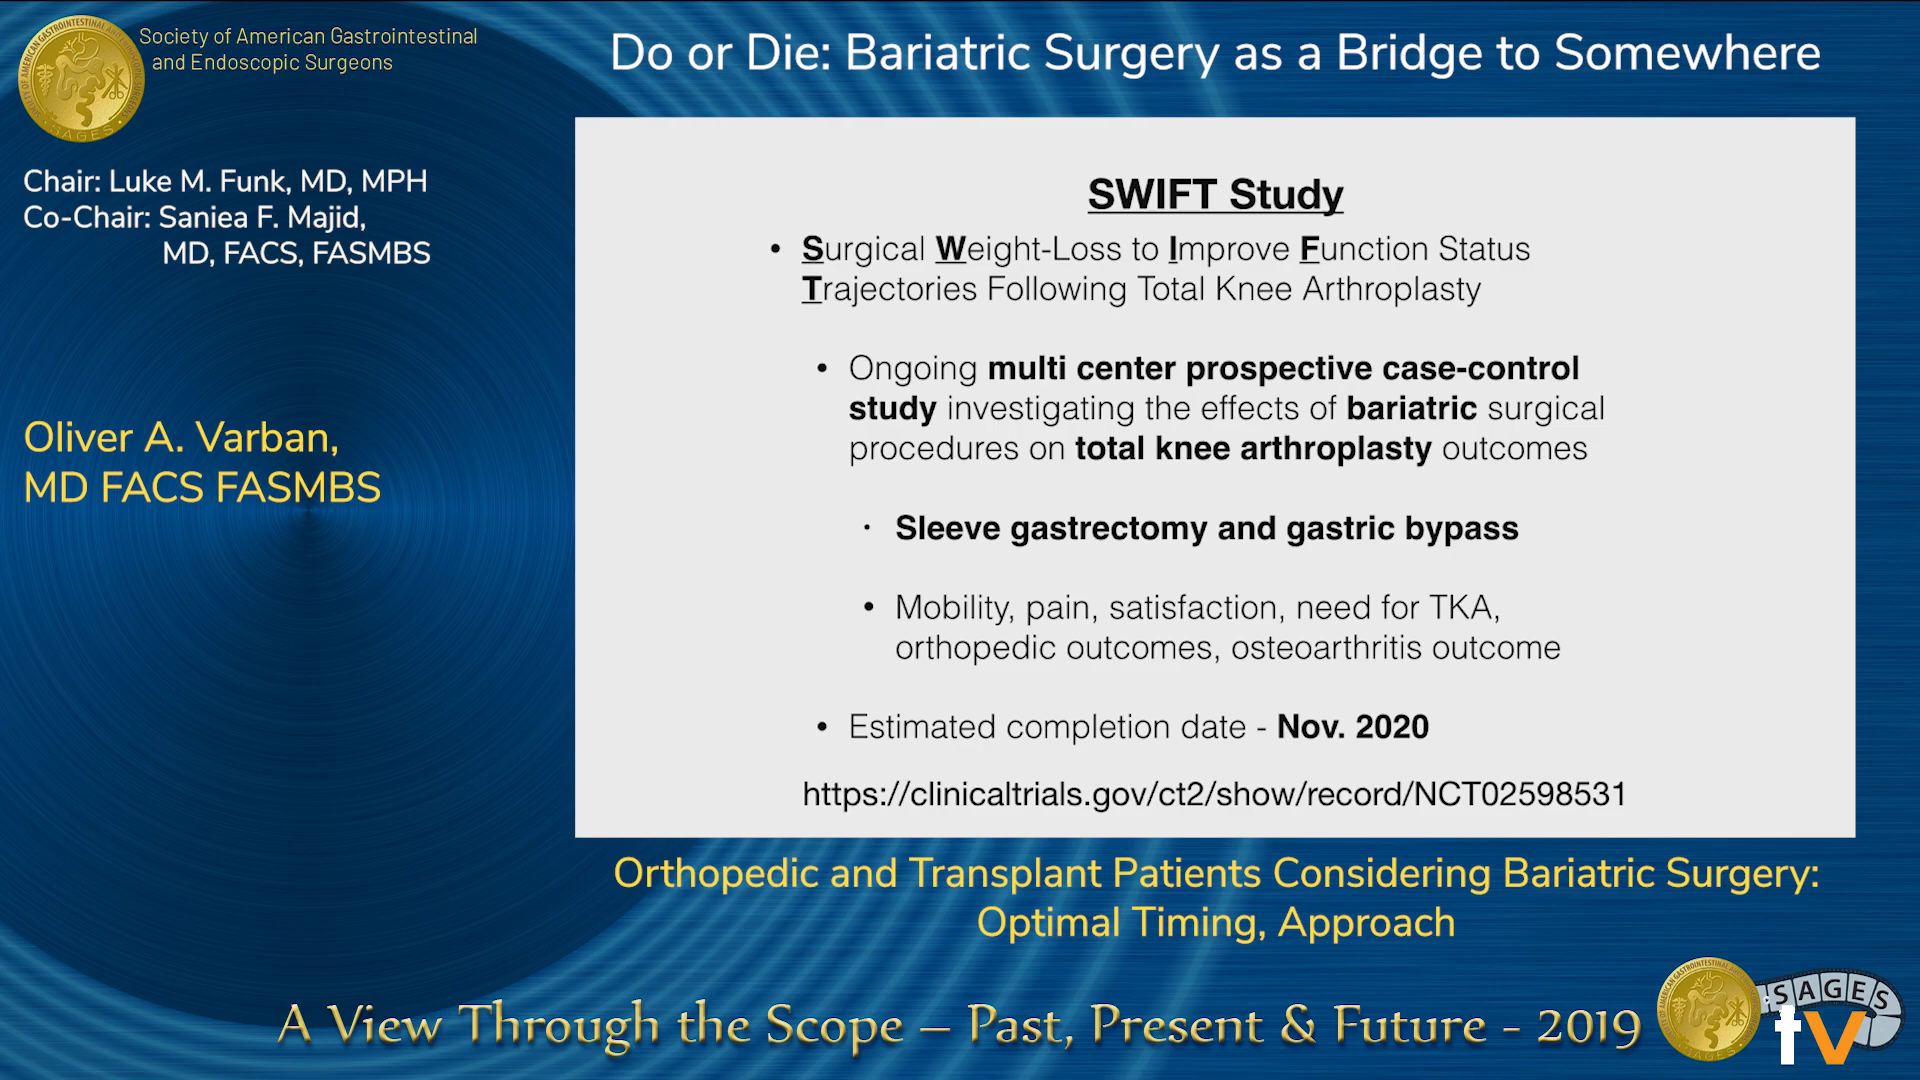 Society of American Gastrointestinal
and Endoscopic Surgeons
Do or Die: Bariatric Surgery as a Bridge to Somewhere
Chair: Luke M. Funk, MD, MPH
Co-Chair: Saniea F. Majid,
MD, FACS, FASMBS
Oliver A. Varban,
MD FACS FASMBS
SWIFT Study
• Surgical Weight-Loss to Improve Function Status
Trajectories Following Total Knee Arthroplasty
• Ongoing multi center prospective case-control
study investigating the effects of bariatric surgical
procedures on total knee arthroplasty outcomes
• Sleeve gastrectomy and gastric bypass
• Mobility, pain, satisfaction, need for TKA,
orthopedic outcomes, osteoarthritis outcome
• Estimated completion date - Nov. 2020
https://clinicaltrials.gov/ct2/show/record/NCT02598531
Orthopedic and Transplant Patients Considering Bariatric Surgery:
Optimal Timing, Approach
A View Through the Scope – Past, Present & Future - 2019
SAGES
tv